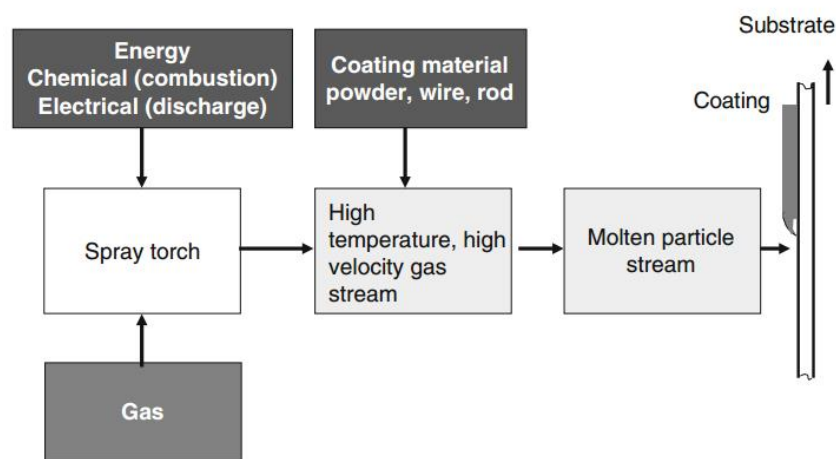 Energy
Chemical (combustion)
Electrical (discharge)
Coating material
powder, wire, rod
Substrate
Coating
Spray torch
High
temperature, high
velocity gas
stream
Molten particle
stream
Gas